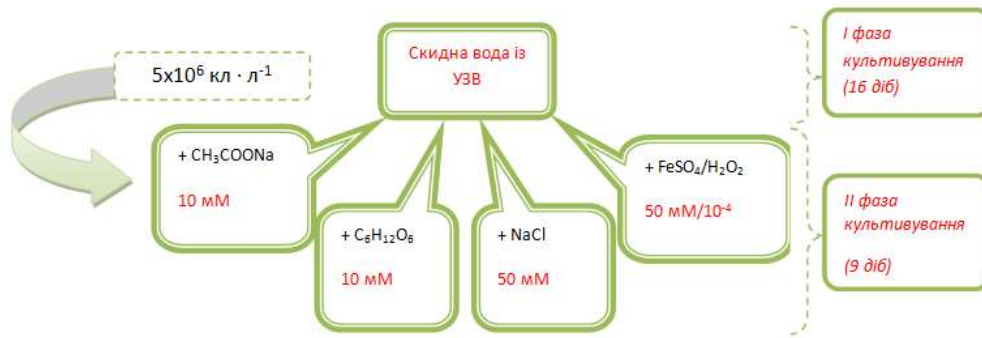 Скидна вода із
УЗВ
5x10⁶ кл · л⁻¹
І фаза
культивування
(16 діб)
+ CH₃COONa
10 мМ
+ C₆H₁₂O₆
10 мМ
+ NaCl
50 мМ
+ FeSO₄/H₂O₂
50 мМ/10⁻⁴
ІІ фаза
культивування
(9 діб)